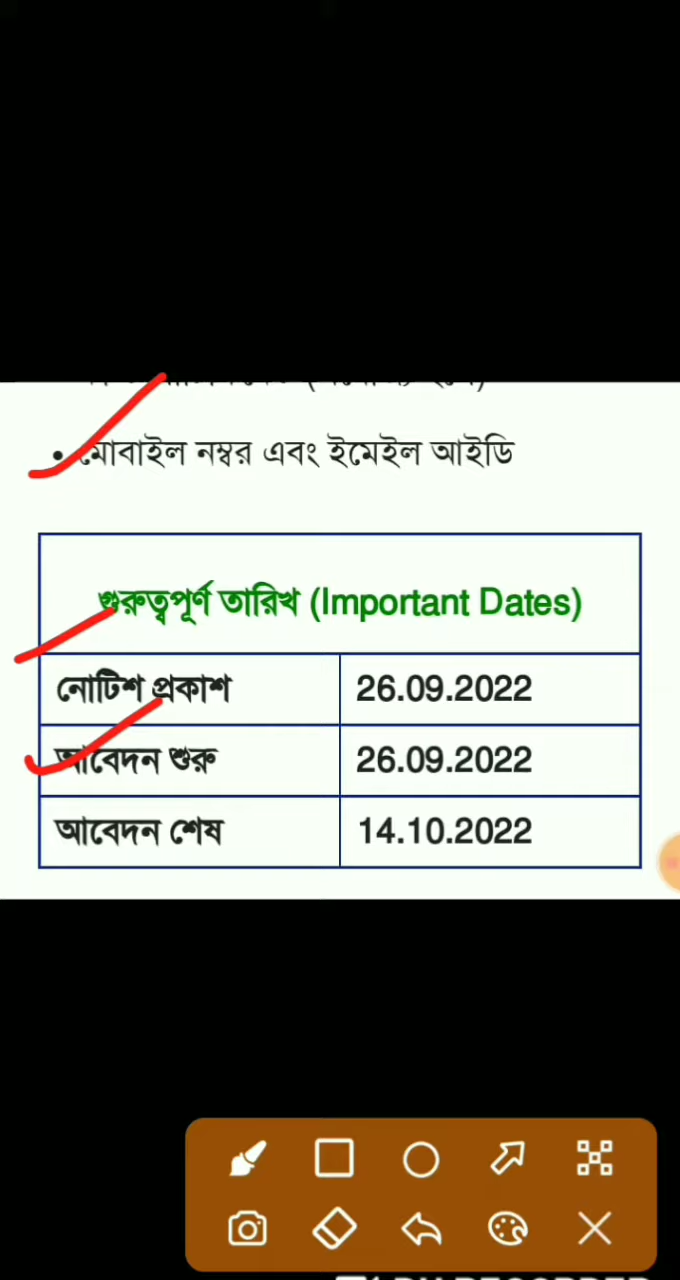 • মোবাইল নম্বর এবং ইমেইল আইডি
গুরুত্বপূর্ণ তারিখ (Important Dates)
নোটিশ প্রকাশ 26.09.2022
আবেদন শুরু 26.09.2022
আবেদন শেষ 14.10.2022